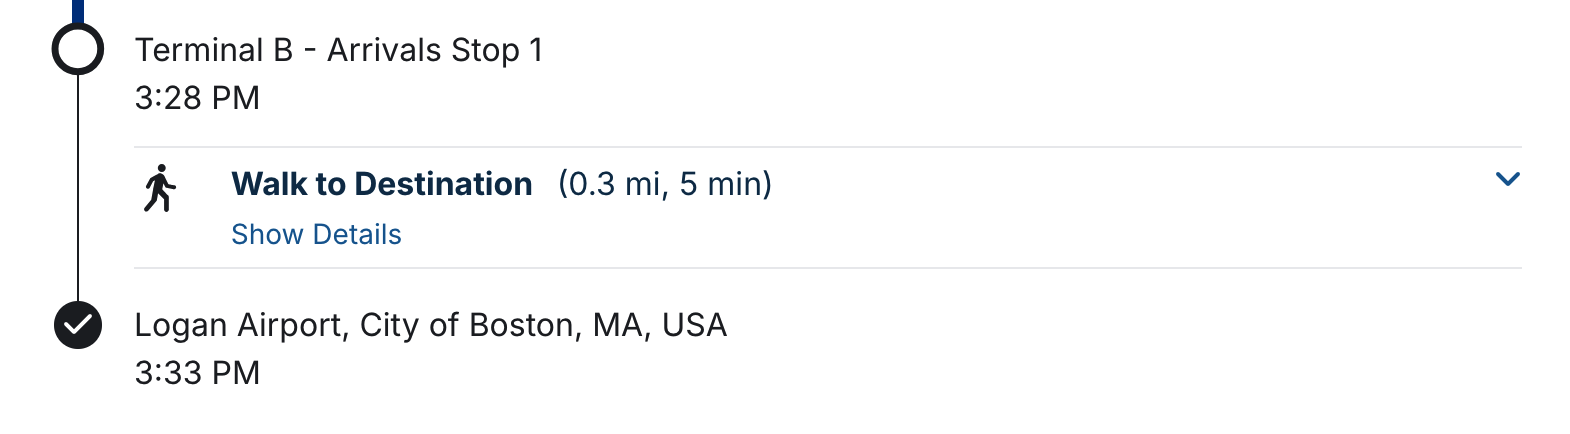 Terminal B - Arrivals Stop 1
3:28 PM
Walk to Destination (0.3 mi, 5 min)
Show Details
Logan Airport, City of Boston, MA, USA
3:33 PM